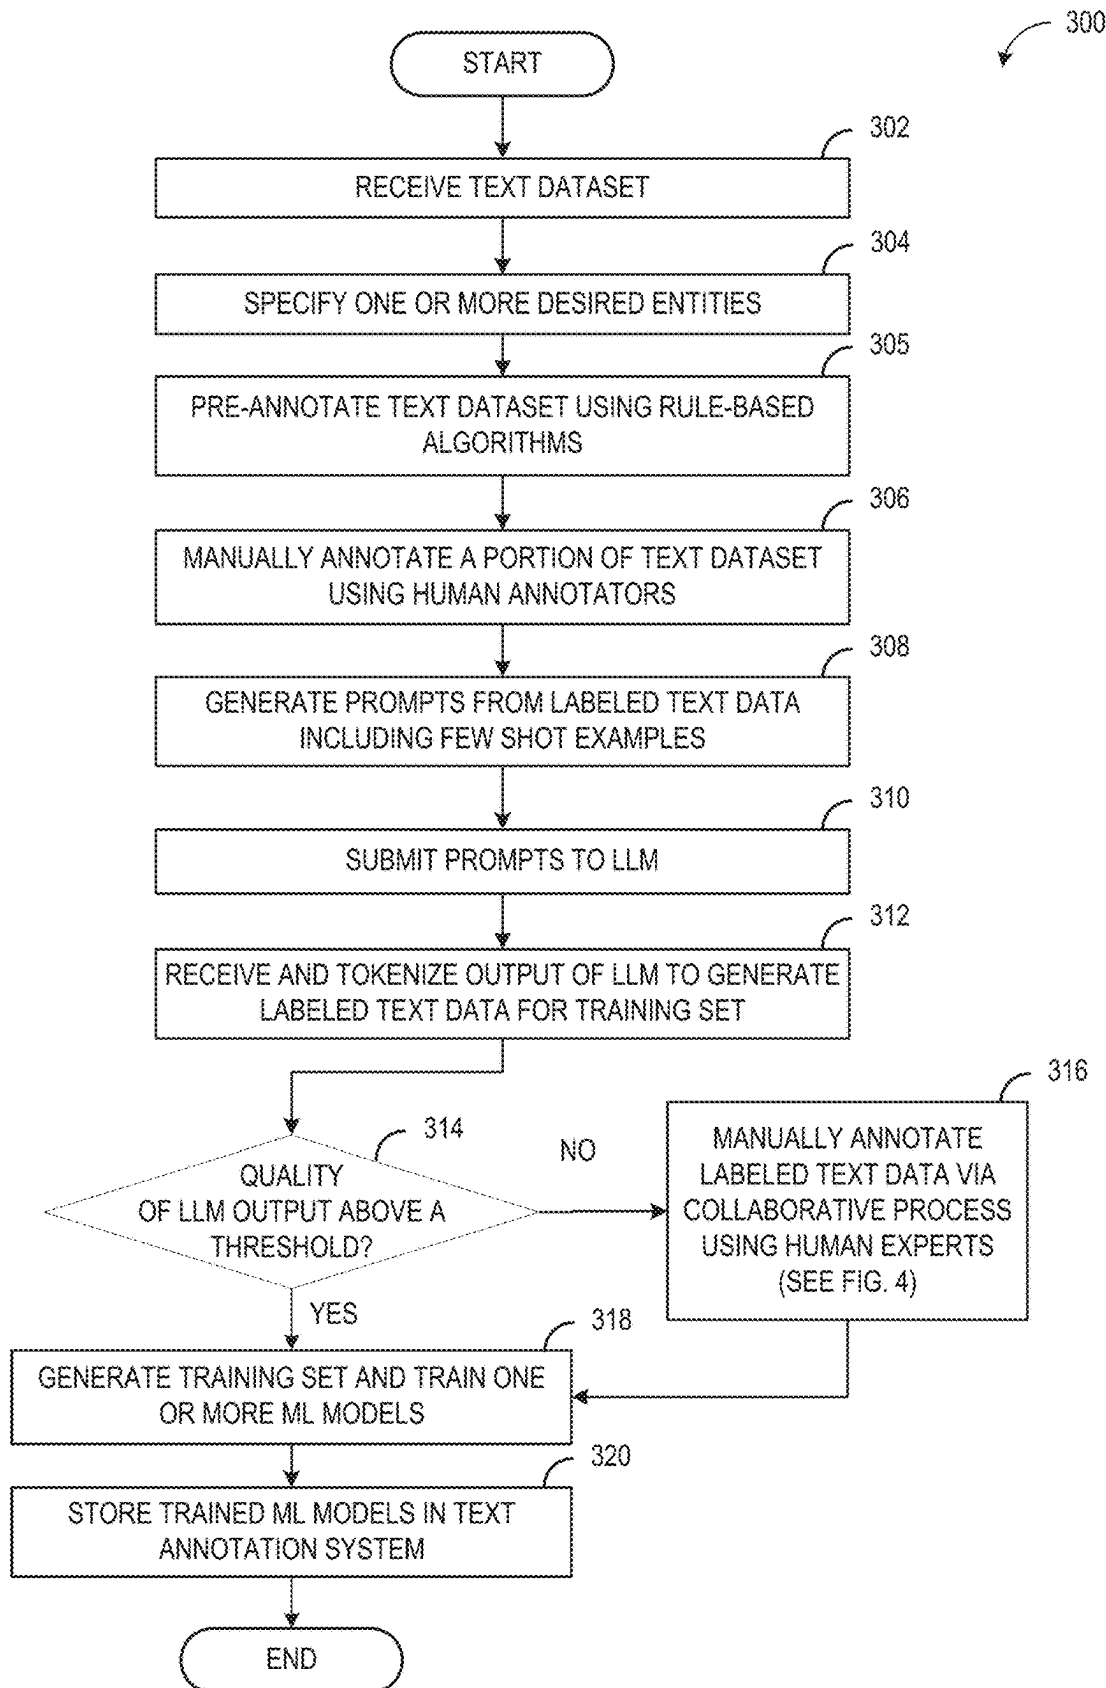 300
START
302
RECEIVE TEXT DATASET
304
SPECIFY ONE OR MORE DESIRED ENTITIES
305
PRE-ANNOTATE TEXT DATASET USING RULE-BASED
ALGORITHMS
306
MANUALLY ANNOTATE A PORTION OF TEXT DATASET
USING HUMAN ANNOTATORS
308
GENERATE PROMPTS FROM LABELED TEXT DATA
INCLUDING FEW SHOT EXAMPLES
310
SUBMIT PROMPTS TO LLM
312
RECEIVE AND TOKENIZE OUTPUT OF LLM TO GENERATE
LABELED TEXT DATA FOR TRAINING SET
314
QUALITY
OF LLM OUTPUT ABOVE A
THRESHOLD?
NO
316
MANUALLY ANNOTATE
LABELED TEXT DATA VIA
COLLABORATIVE PROCESS
USING HUMAN EXPERTS
(SEE FIG. 4)
YES
318
GENERATE TRAINING SET AND TRAIN ONE
OR MORE ML MODELS
320
STORE TRAINED ML MODELS IN TEXT
ANNOTATION SYSTEM
END